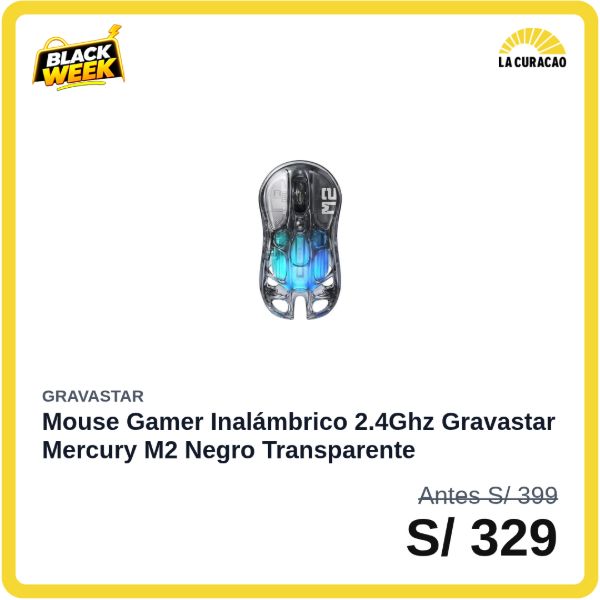 BLACK
WEEK
LA CURACAO
M2
GRAVASTAR
Mouse Gamer Inalámbrico 2.4Ghz Gravastar
Mercury M2 Negro Transparente
Antes S/ 399
S/ 329